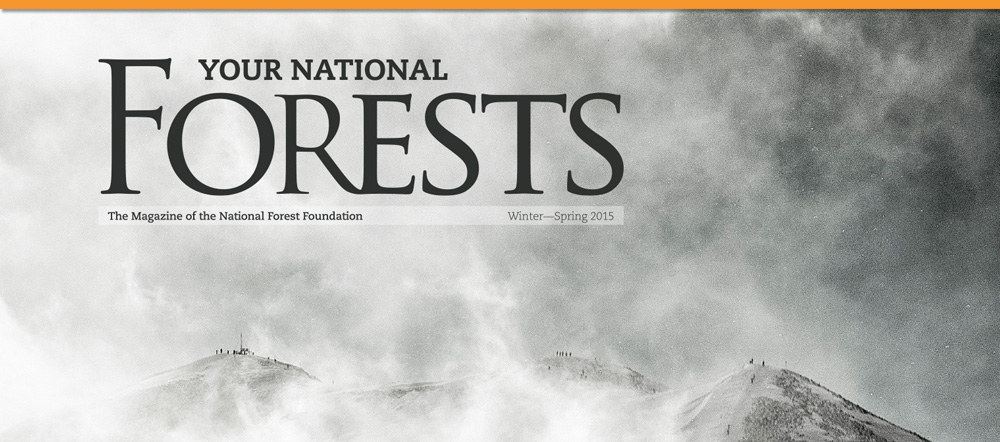 YOUR NATIONAL
FORESTS
The Magazine of the National Forest Foundation
Winter—Spring 2015